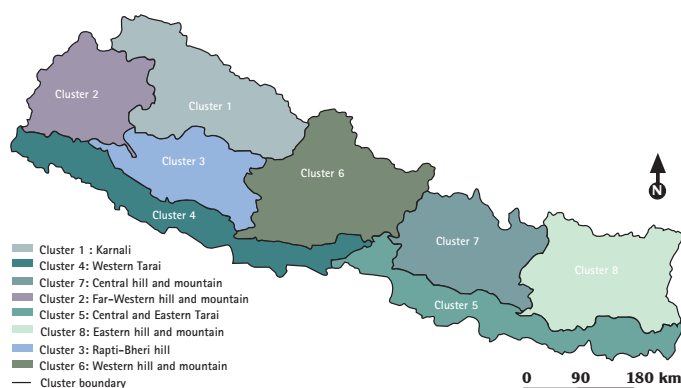 Cluster 2
Cluster 1
Cluster 3
Cluster 6
Cluster 4
Cluster 7
Cluster 8
Cluster 5
N
Cluster 1 : Karnali
Cluster 4: Western Tarai
Cluster 7: Central hill and mountain
Cluster 2: Far-Western hill and mountain
Cluster 5: Central and Eastern Tarai
Cluster 8: Eastern hill and mountain
Cluster 3: Rapti-Bheri hill
Cluster 6: Western hill and mountain
Cluster boundary
0 90 180 km